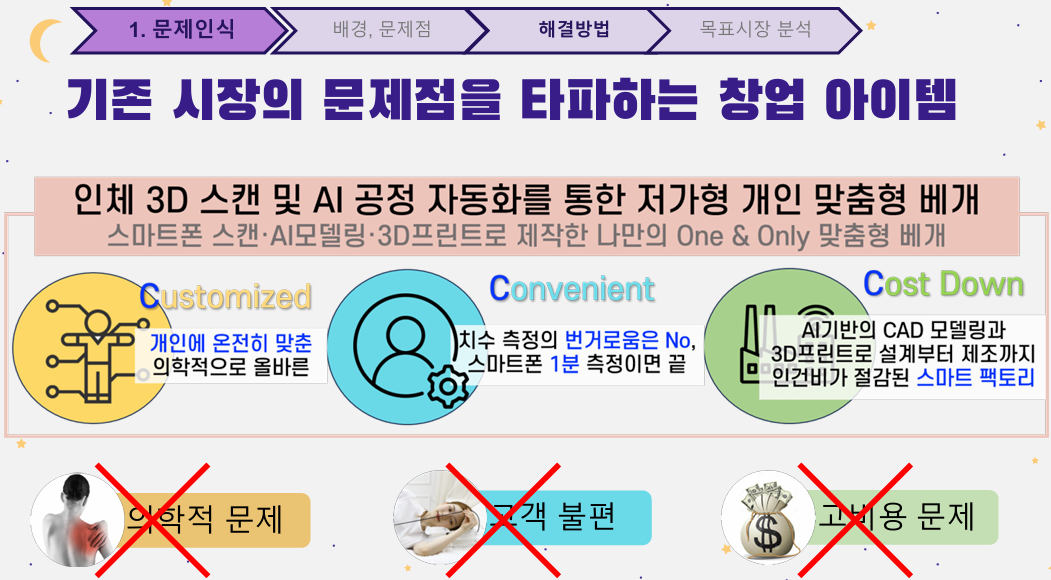 1. 문제인식
배경, 문제점
해결방법
목표시장 분석
기존 시장의 문제점을 타파하는 창업 아이템
인체 3D 스캔 및 AI 공정 자동화를 통한 저가형 개인 맞춤형 베개
스마트폰 스캔·AI모델링·3D프린트로 제작한 나만의 One & Only 맞춤형 베개
Customized
개인에 온전히 맞춘
의학적으로 올바른
Convenient
치수 측정의 번거로움은 No,
스마트폰 1분 측정이면 끝
Cost Down
AI기반의 CAD 모델링과
3D프린트로 설계부터 제조까지
인건비가 절감된 스마트 팩토리
의학적 문제
고객 불편
고비용 문제
$